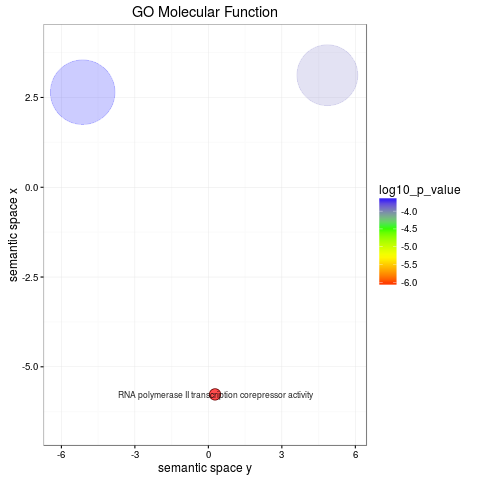 GO Molecular Function
semantic space x
2.5
0.0
-2.5
-5.0
RNA polymerase II transcription corepressor activity
-6
-3
0
3
6
semantic space y
log10_p_value
-4.0
-4.5
-5.0
-5.5
-6.0